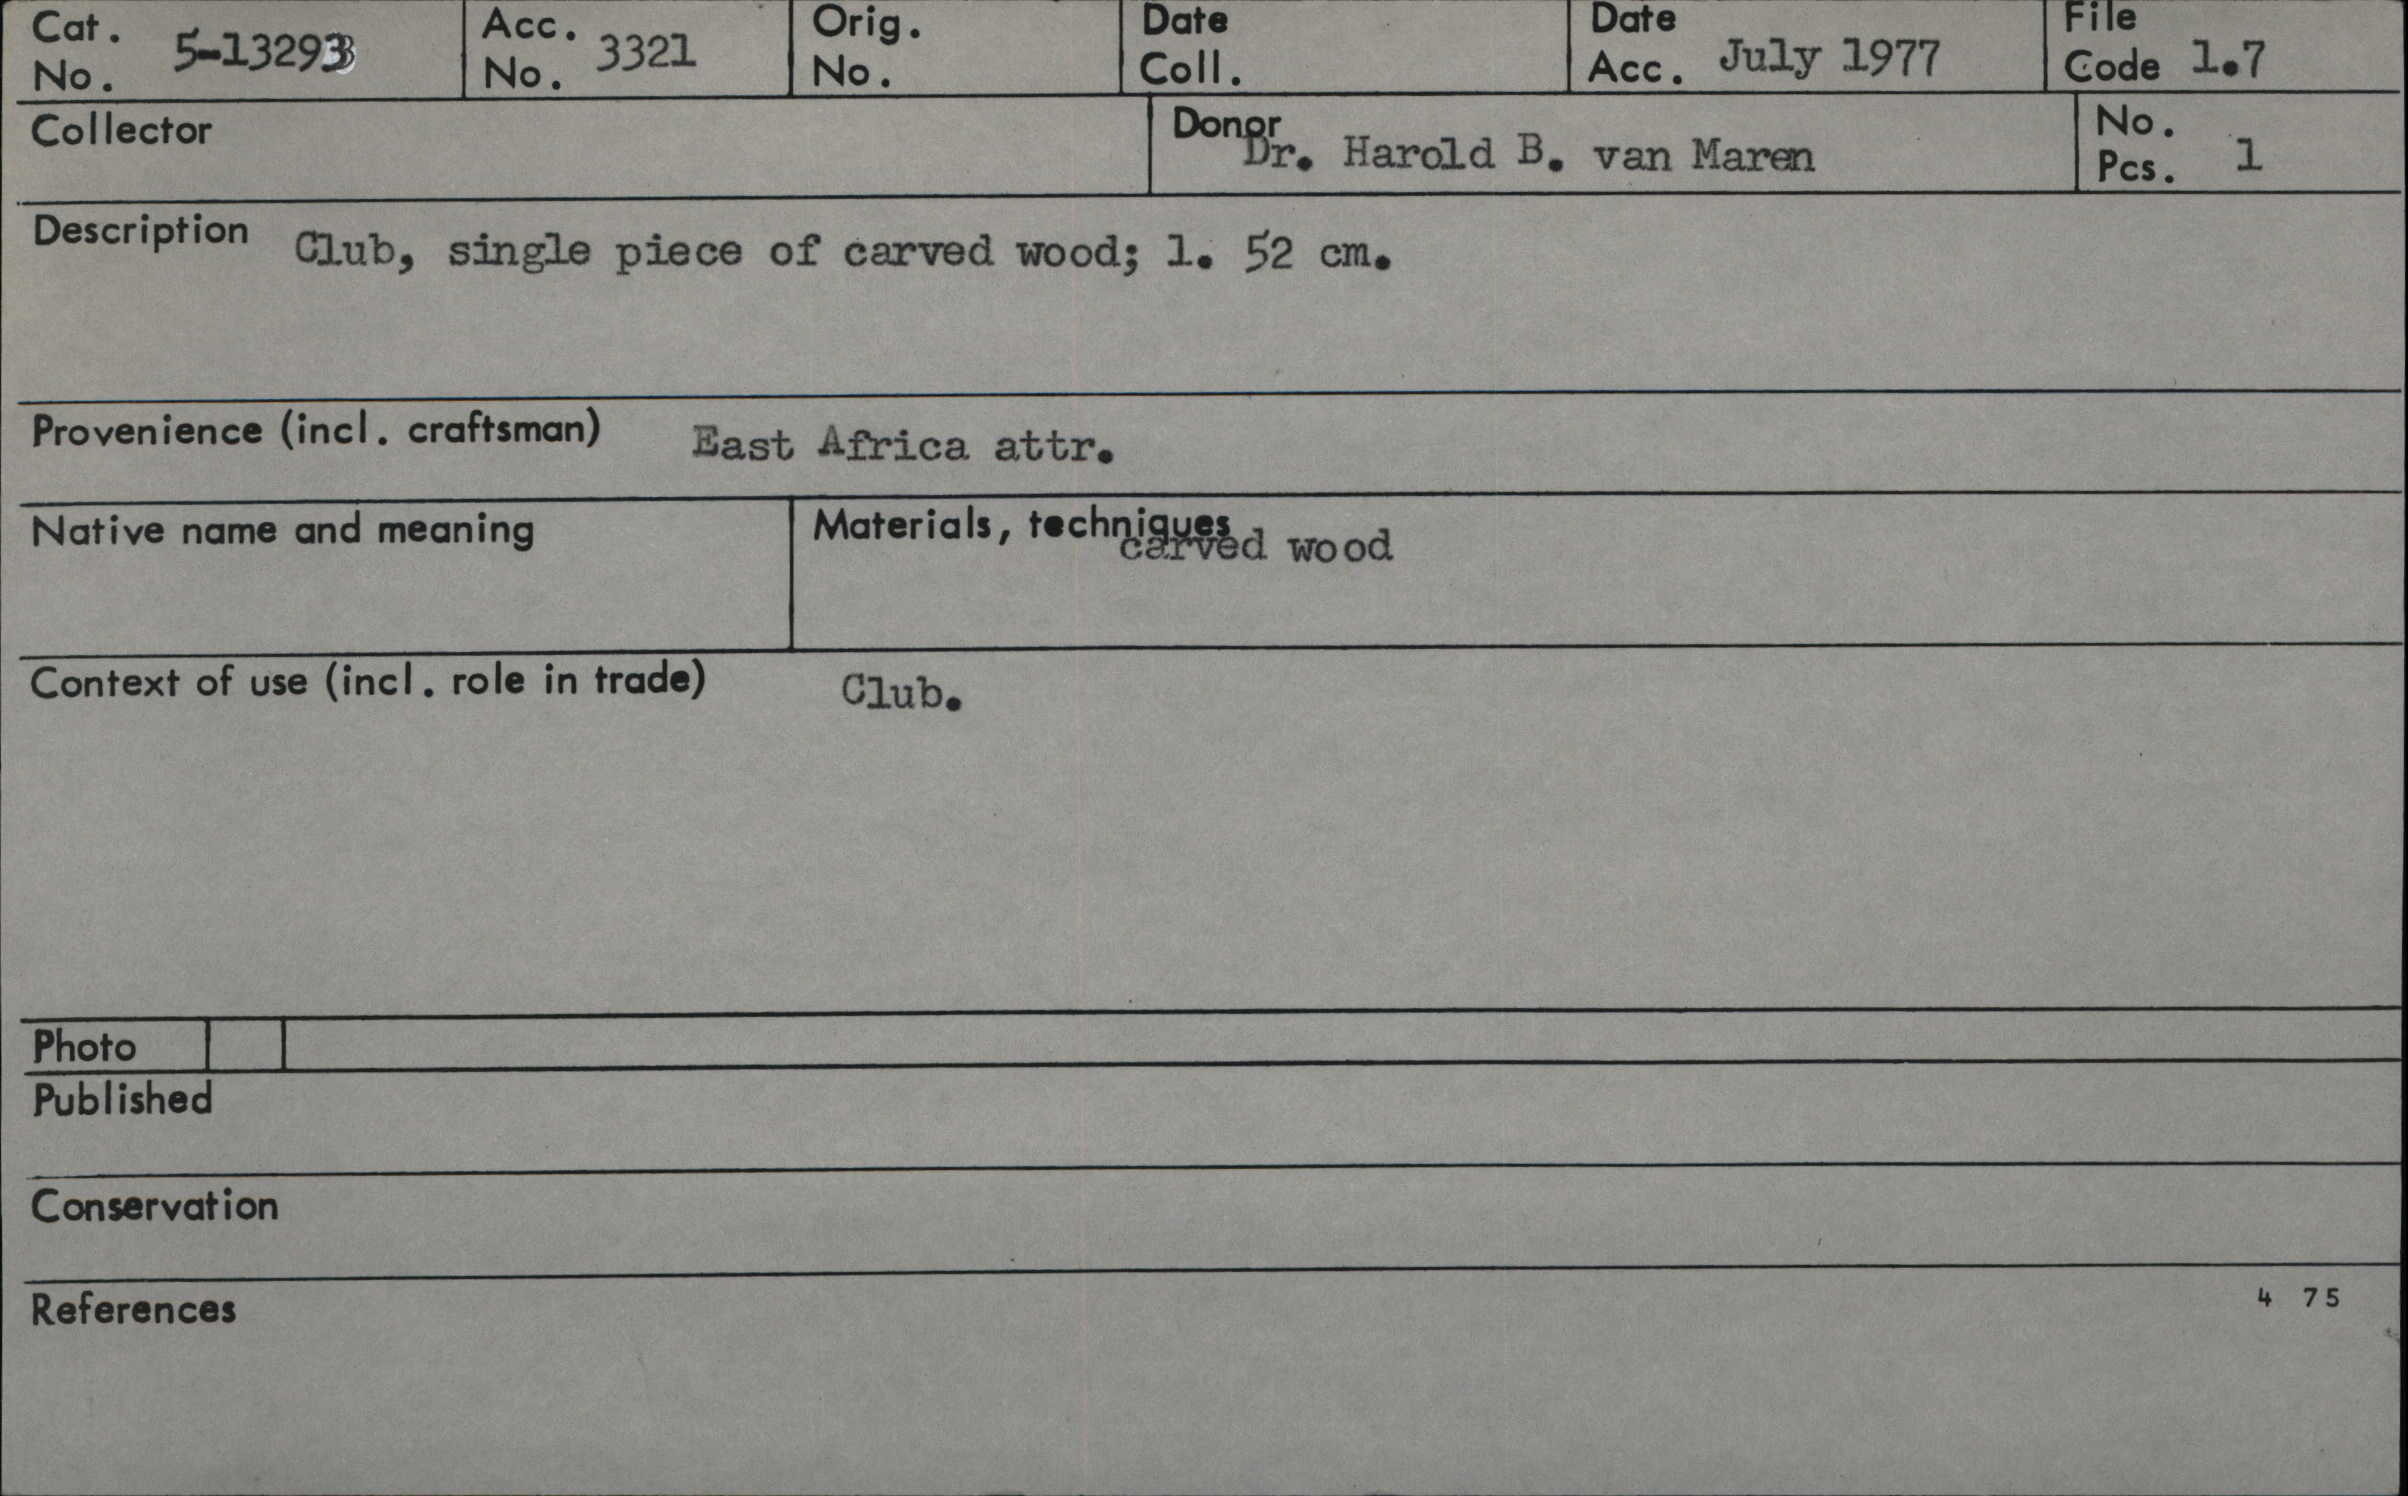 Cat. No. 5-13293
Acc. No. 3321
Orig. No.
Date Coll.
Date Acc. July 1977
File Code 1.7
Collector
Donor Dr. Harold B. van Maren
No. Pcs. 1
Description Club, single piece of carved wood; l. 52 cm.
Provenience (incl. craftsman) East Africa attr.
Native name and meaning
Materials, techniques carved wood
Context of use (incl. role in trade) Club.
Photo
Published
Conservation
References
4 75